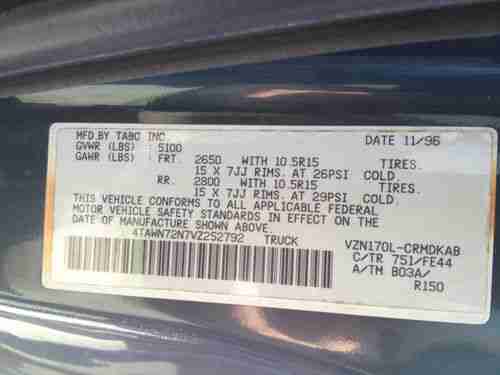 MFD.BY TABC INC. DATE 11/96
GVWR (LBS) : 5100
GAWR (LBS) : FRT. 2650 WITH 10.5R15 TIRES.
15 X 7JJ RIMS. AT 26PSI COLD.
RR. 2800 WITH 10.5R15 TIRES.
15 X 7JJ RIMS. AT 29PSI COLD.
THIS VEHICLE CONFORMS TO ALL APPLICABLE FEDERAL
MOTOR VEHICLE SAFETY STANDARDS IN EFFECT ON THE
DATE OF MANUFACTURE SHOWN ABOVE.
4TAWN72N7VZ252792 TRUCK VZN170L-CRMDKAB
C/TR 751/FE44
A/TM B03A/
R150